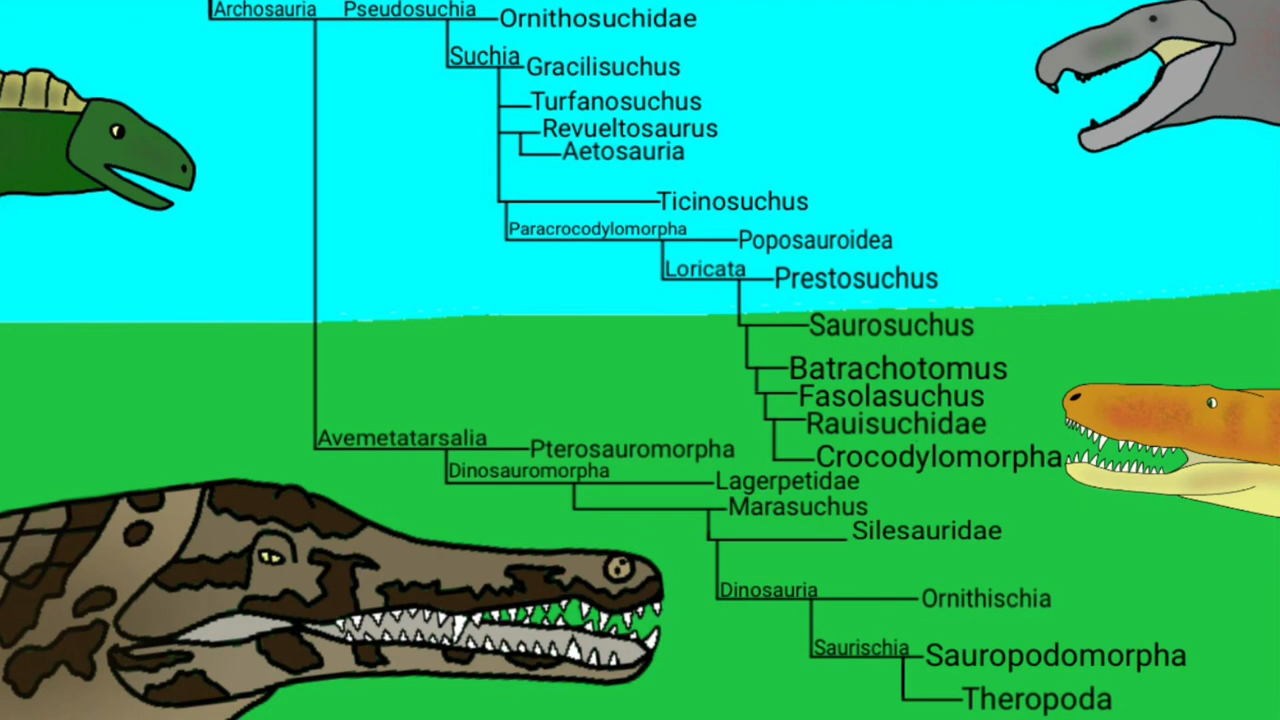 Archosauria Pseudosuchia Ornithosuchidae
Suchia Gracilisuchus
Turfanosuchus
Revueltosaurus
Aetosauria
Ticinosuchus
Paracrocodylomorpha Poposauroidea
Loricata Prestosuchus
Saurosuchus
Batrachotomus
Fasolasuchus
Rauisuchidae
Avemetatarsalia Pterosauromorpha Crocodylomorpha
Dinosauromorpha Lagerpetidae
Marasuchus
Silesauridae
Dinosauria Ornithischia
Saurischia Sauropodomorpha
Theropoda